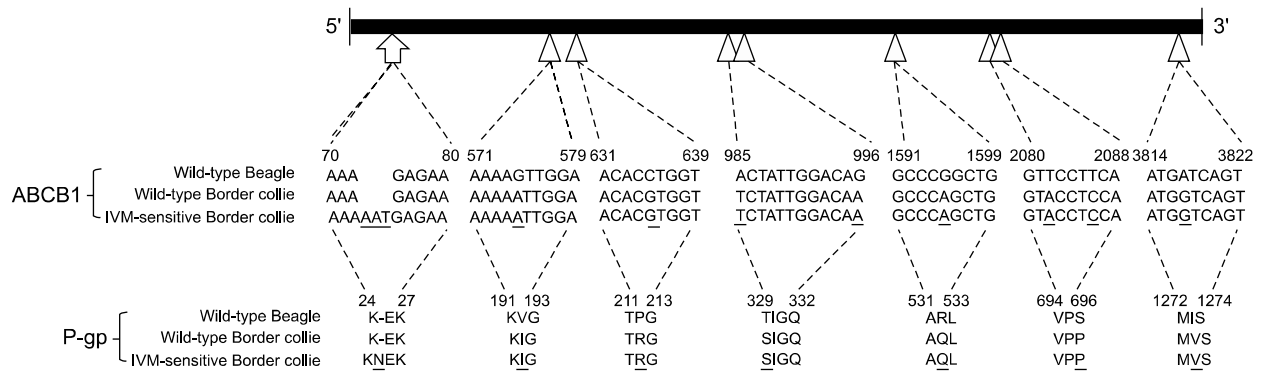 5' 3'
70 80 571 579 631 639 985 996 1591 1599 2080 2088 3814 3822
ABCB1
Wild-type Beagle AAA GAGAA AAAAGTTGGA ACACCTGGT ACTATTGGACAG GCCCGGCTG GTTCCTTCA ATGATCAGT
Wild-type Border collie AAA GAGAA AAAAATTGGA ACACGTGGT TCTATTGGACAA GCCCAGCTG GTACCTCCA ATGGTCAGT
IVM-sensitive Border collie AAAAATGAGAA AAAAATTGGA ACACGTGGT TCTATTGGACAA GCCCAGCTG GTACCTCCA ATGGTCAGT
24 27 191 193 211 213 329 332 531 533 694 696 1272 1274
P-gp
Wild-type Beagle K-EK KVG TPG TIGQ ARL VPS MIS
Wild-type Border collie K-EK KIG TRG SIGQ AQL VPP MVS
IVM-sensitive Border collie KNEK KIG TRG SIGQ AQL VPP MVS